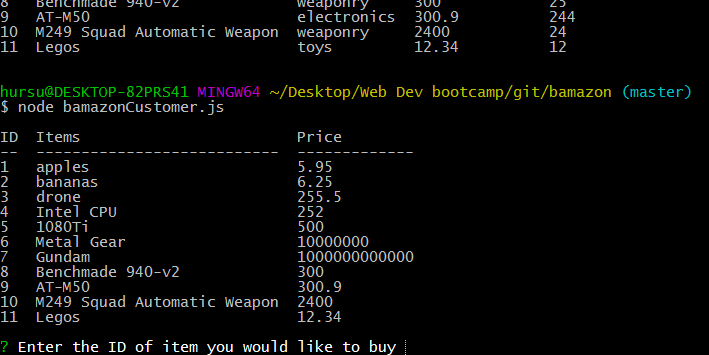 8   Benchmade 940-v2            weaponry      300              25
9   AT-M50                      electronics   300.9            244
10  M249 Squad Automatic Weapon  weaponry     2400             24
11  Legos                       toys          12.34            12
hursu@DESKTOP-82PRS41 MINGW64 ~/Desktop/Web Dev bootcamp/git/bamazon (master)
$ node bamazonCustomer.js
ID  Items                        Price
--  ---------------------------  -------------
1   apples                       5.95
2   bananas                      6.25
3   drone                        255.5
4   Intel CPU                    252
5   1080Ti                       500
6   Metal Gear                   10000000
7   Gundam                       1000000000000
8   Benchmade 940-v2             300
9   AT-M50                       300.9
10  M249 Squad Automatic Weapon  2400
11  Legos                        12.34
? Enter the ID of item you would like to buy